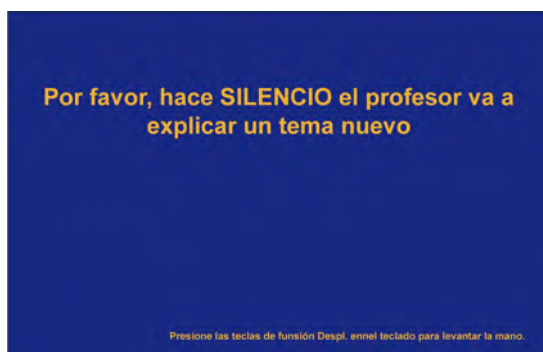 Por favor, hace SILENCIO el profesor va a
explicar un tema nuevo
Presione las teclas de funsión Despl. ennel teclado para levantar la mano.